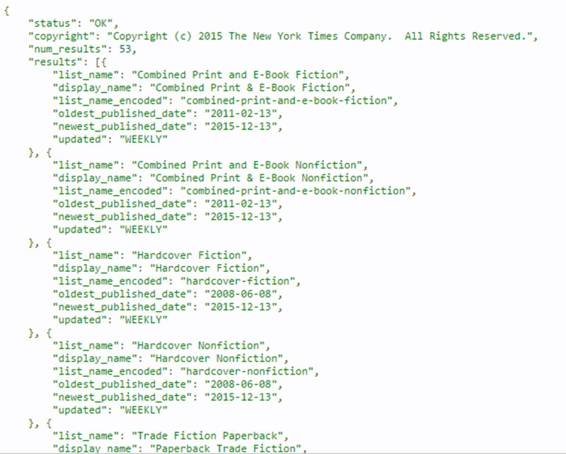 {
"status": "OK",
"copyright": "Copyright (c) 2015 The New York Times Company.  All Rights Reserved.",
"num_results": 53,
"results": [{
"list_name": "Combined Print and E-Book Fiction",
"display_name": "Combined Print & E-Book Fiction",
"list_name_encoded": "combined-print-and-e-book-fiction",
"oldest_published_date": "2011-02-13",
"newest_published_date": "2015-12-13",
"updated": "WEEKLY"
}, {
"list_name": "Combined Print and E-Book Nonfiction",
"display_name": "Combined Print & E-Book Nonfiction",
"list_name_encoded": "combined-print-and-e-book-nonfiction",
"oldest_published_date": "2011-02-13",
"newest_published_date": "2015-12-13",
"updated": "WEEKLY"
}, {
"list_name": "Hardcover Fiction",
"display_name": "Hardcover Fiction",
"list_name_encoded": "hardcover-fiction",
"oldest_published_date": "2008-06-08",
"newest_published_date": "2015-12-13",
"updated": "WEEKLY"
}, {
"list_name": "Hardcover Nonfiction",
"display_name": "Hardcover Nonfiction",
"list_name_encoded": "hardcover-nonfiction",
"oldest_published_date": "2008-06-08",
"newest_published_date": "2015-12-13",
"updated": "WEEKLY"
}, {
"list_name": "Trade Fiction Paperback",
"display_name": "Paperback Trade Fiction",